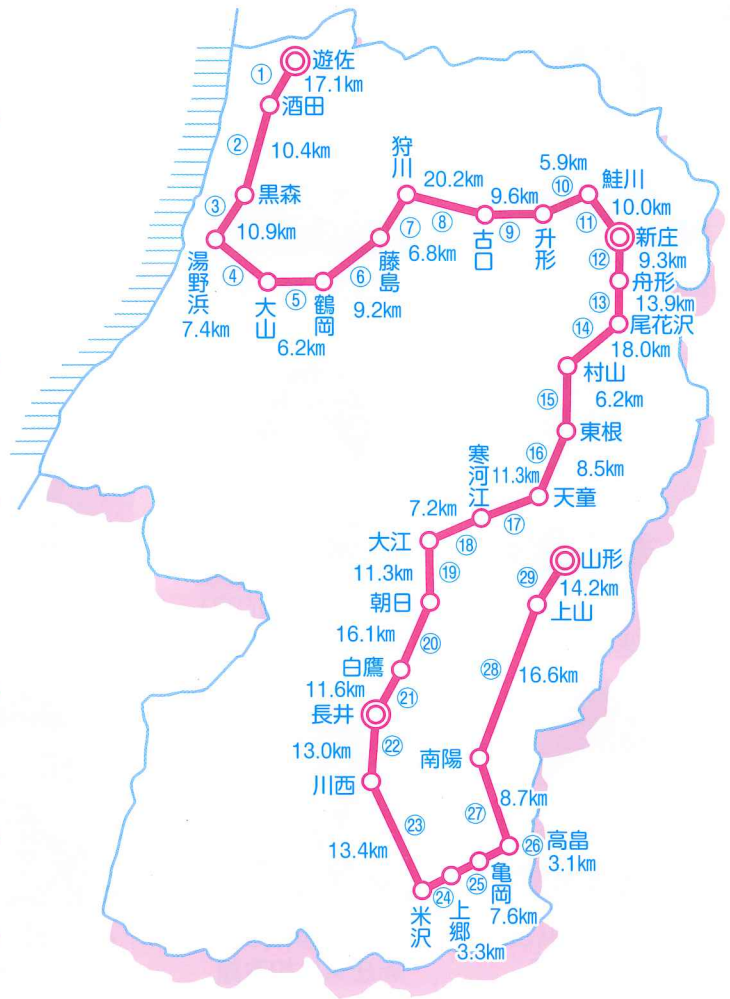 ①
遊佐
17.1km
酒田
②
10.4km
黒森
③
10.9km
湯野浜
7.4km
④
大山
6.2km
⑤
鶴岡
9.2km
⑥
藤島
6.8km
⑦
狩川
20.2km
⑧
古口
9.6km
⑨
升形
5.9km
⑩
鮭川
10.0km
⑪
新庄
9.3km
⑫
舟形
13.9km
⑬
尾花沢
18.0km
⑭
村山
6.2km
⑮
東根
8.5km
⑯
天童
11.3km
⑰
寒河江
7.2km
⑱
大江
11.3km
⑲
朝日
16.1km
⑳
白鷹
11.6km
㉑
長井
13.0km
㉒
川西
13.4km
㉓
米沢
㉔
上郷
3.3km
㉕
亀岡
7.6km
㉖
高畠
3.1km
㉗
8.7km
南陽
㉘
16.6km
上山
14.2km
㉙
山形